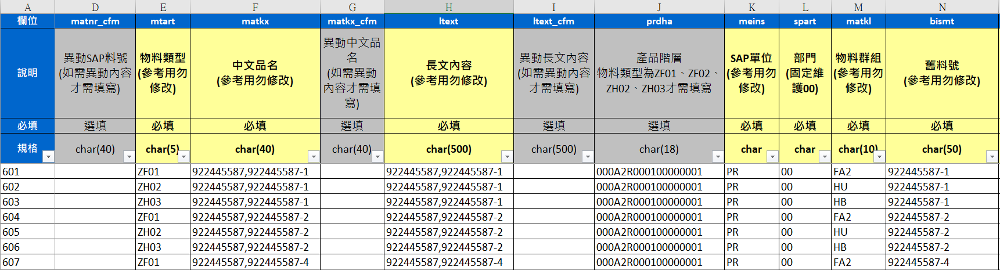 A D E F G H I J K L M N
欄位 matnr_cfm mtart matkx matkx_cfm ltext ltext_cfm prdha meins spart matkl bismt
說明
異動SAP料號
(如需異動內容
才需填寫)
物料類型
(參考用勿
修改)
中文品名
(參考用勿修改)
異動中文品
名
(如需異動
內容才需填
寫)
長文內容
(參考用勿修改)
異動長文內容
(如需異動內容
才需填寫)
產品階層
物料類型為ZF01、ZF02、
ZH02、ZH03才需填寫
SAP單位
(參考用勿
修改)
部門
(固定維
護00)
物料群組
(參考用勿
修改)
舊料號
(參考用勿修改)
必填 選填 必填 必填 選填 必填 選填 選填 必填 必填 必填 必填
規格 char(40) char(5) char(40) char(40) char(500) char(500) char(18) char char char(10) char(50)
601 ZF01 922445587,922445587-1 922445587,922445587-1 000A2R000100000001 PR 00 FA2 922445587-1
602 ZH02 922445587,922445587-1 922445587,922445587-1 000A2R000100000001 PR 00 HU 922445587-1
603 ZH03 922445587,922445587-1 922445587,922445587-1 000A2R000100000001 PR 00 HB 922445587-1
604 ZF01 922445587,922445587-2 922445587,922445587-2 000A2R000100000001 PR 00 FA2 922445587-2
605 ZH02 922445587,922445587-2 922445587,922445587-2 000A2R000100000001 PR 00 HU 922445587-2
606 ZH03 922445587,922445587-2 922445587,922445587-2 000A2R000100000001 PR 00 HB 922445587-2
607 ZF01 922445587,922445587-4 922445587,922445587-4 000A2R000100000001 PR 00 FA2 922445587-4